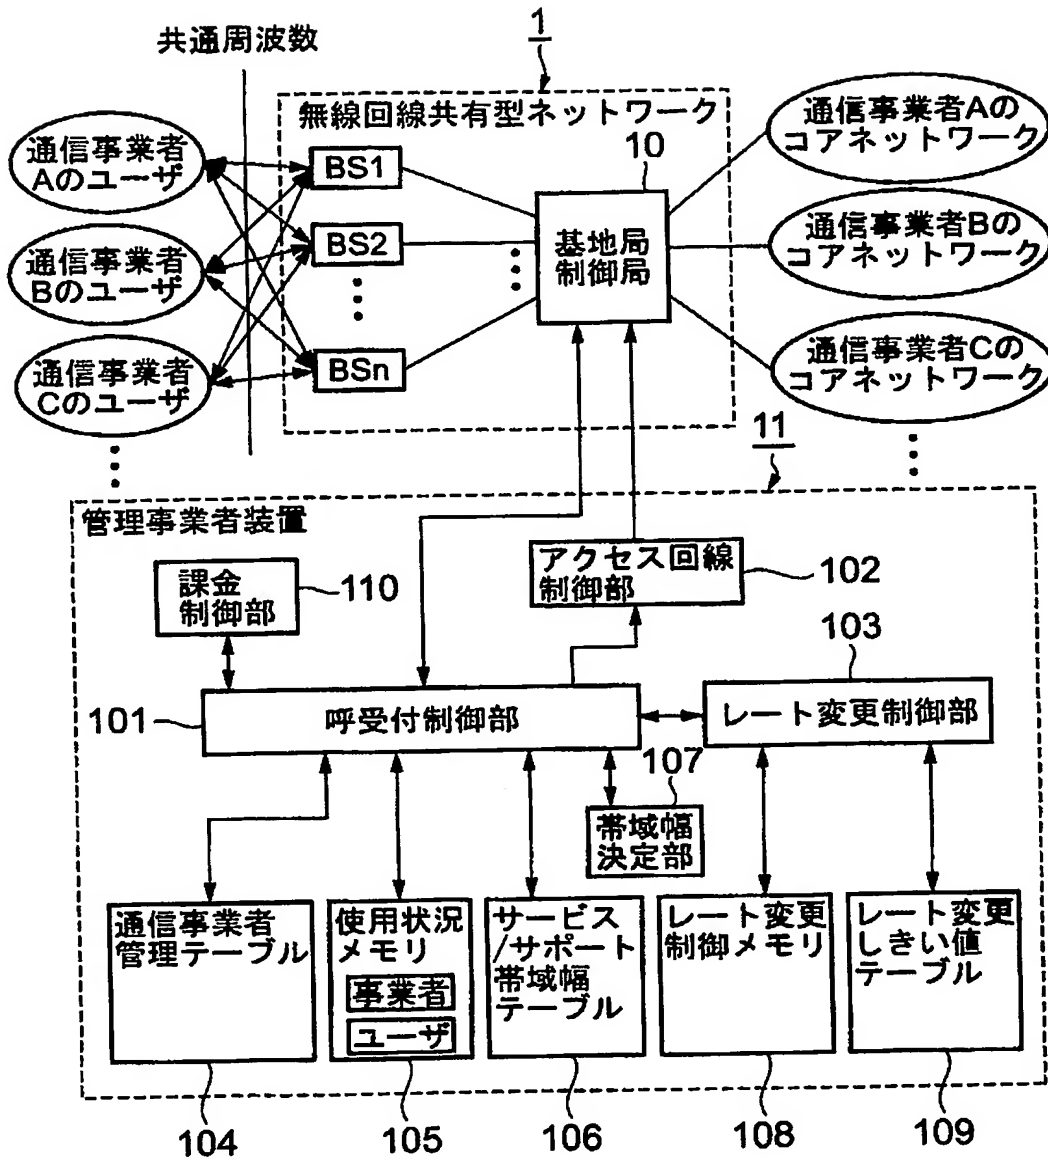 1
共通周波数
無線回線共有型ネットワーク
通信事業者
Aのユーザ
通信事業者
Bのユーザ
通信事業者
Cのユーザ
BS1
BS2
BSn
10
基地局
制御局
通信事業者Aの
コアネットワーク
通信事業者Bの
コアネットワーク
通信事業者Cの
コアネットワーク
11
管理事業者装置
課金
制御部
110
アクセス回線
制御部
102
103
101
呼受付制御部
レート変更制御部
107
帯域幅
決定部
通信事業者
管理テーブル
使用状況
メモリ
事業者
ユーザ
サービス
/サポート
帯域幅
テーブル
レート変更
制御メモリ
レート変更
しきい値
テーブル
104
105
106
108
109